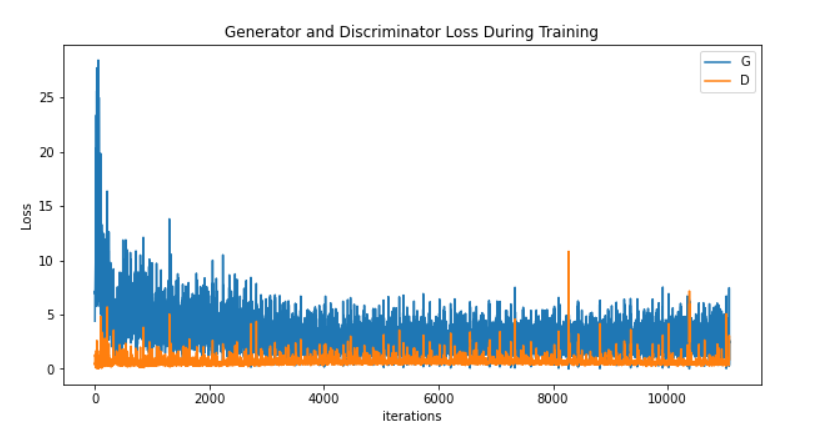 Generator and Discriminator Loss During Training
G
D
25
20
15
10
5
0
Loss
0 2000 4000 6000 8000 10000
iterations